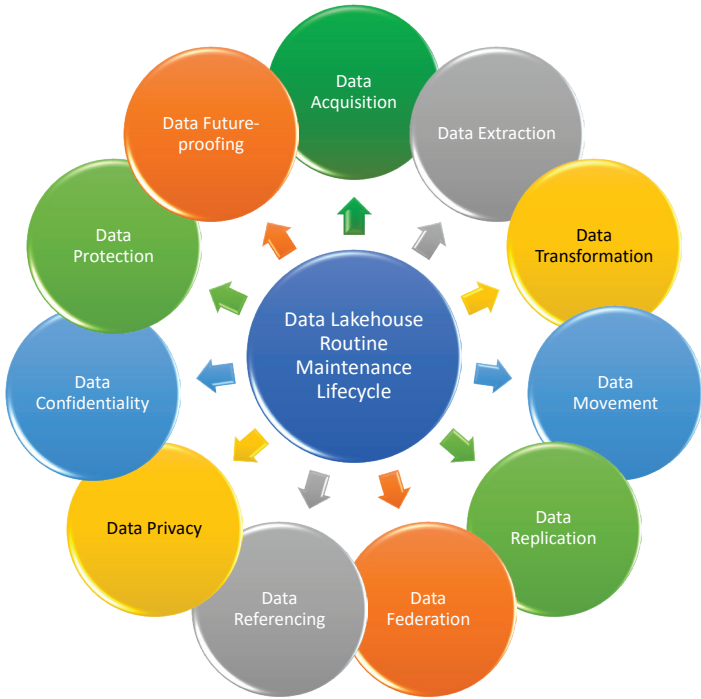 Data
Acquisition
Data Extraction
Data
Transformation
Data
Movement
Data
Replication
Data
Federation
Data
Referencing
Data Privacy
Data
Confidentiality
Data
Protection
Data Future-
proofing
Data Lakehouse
Routine
Maintenance
Lifecycle